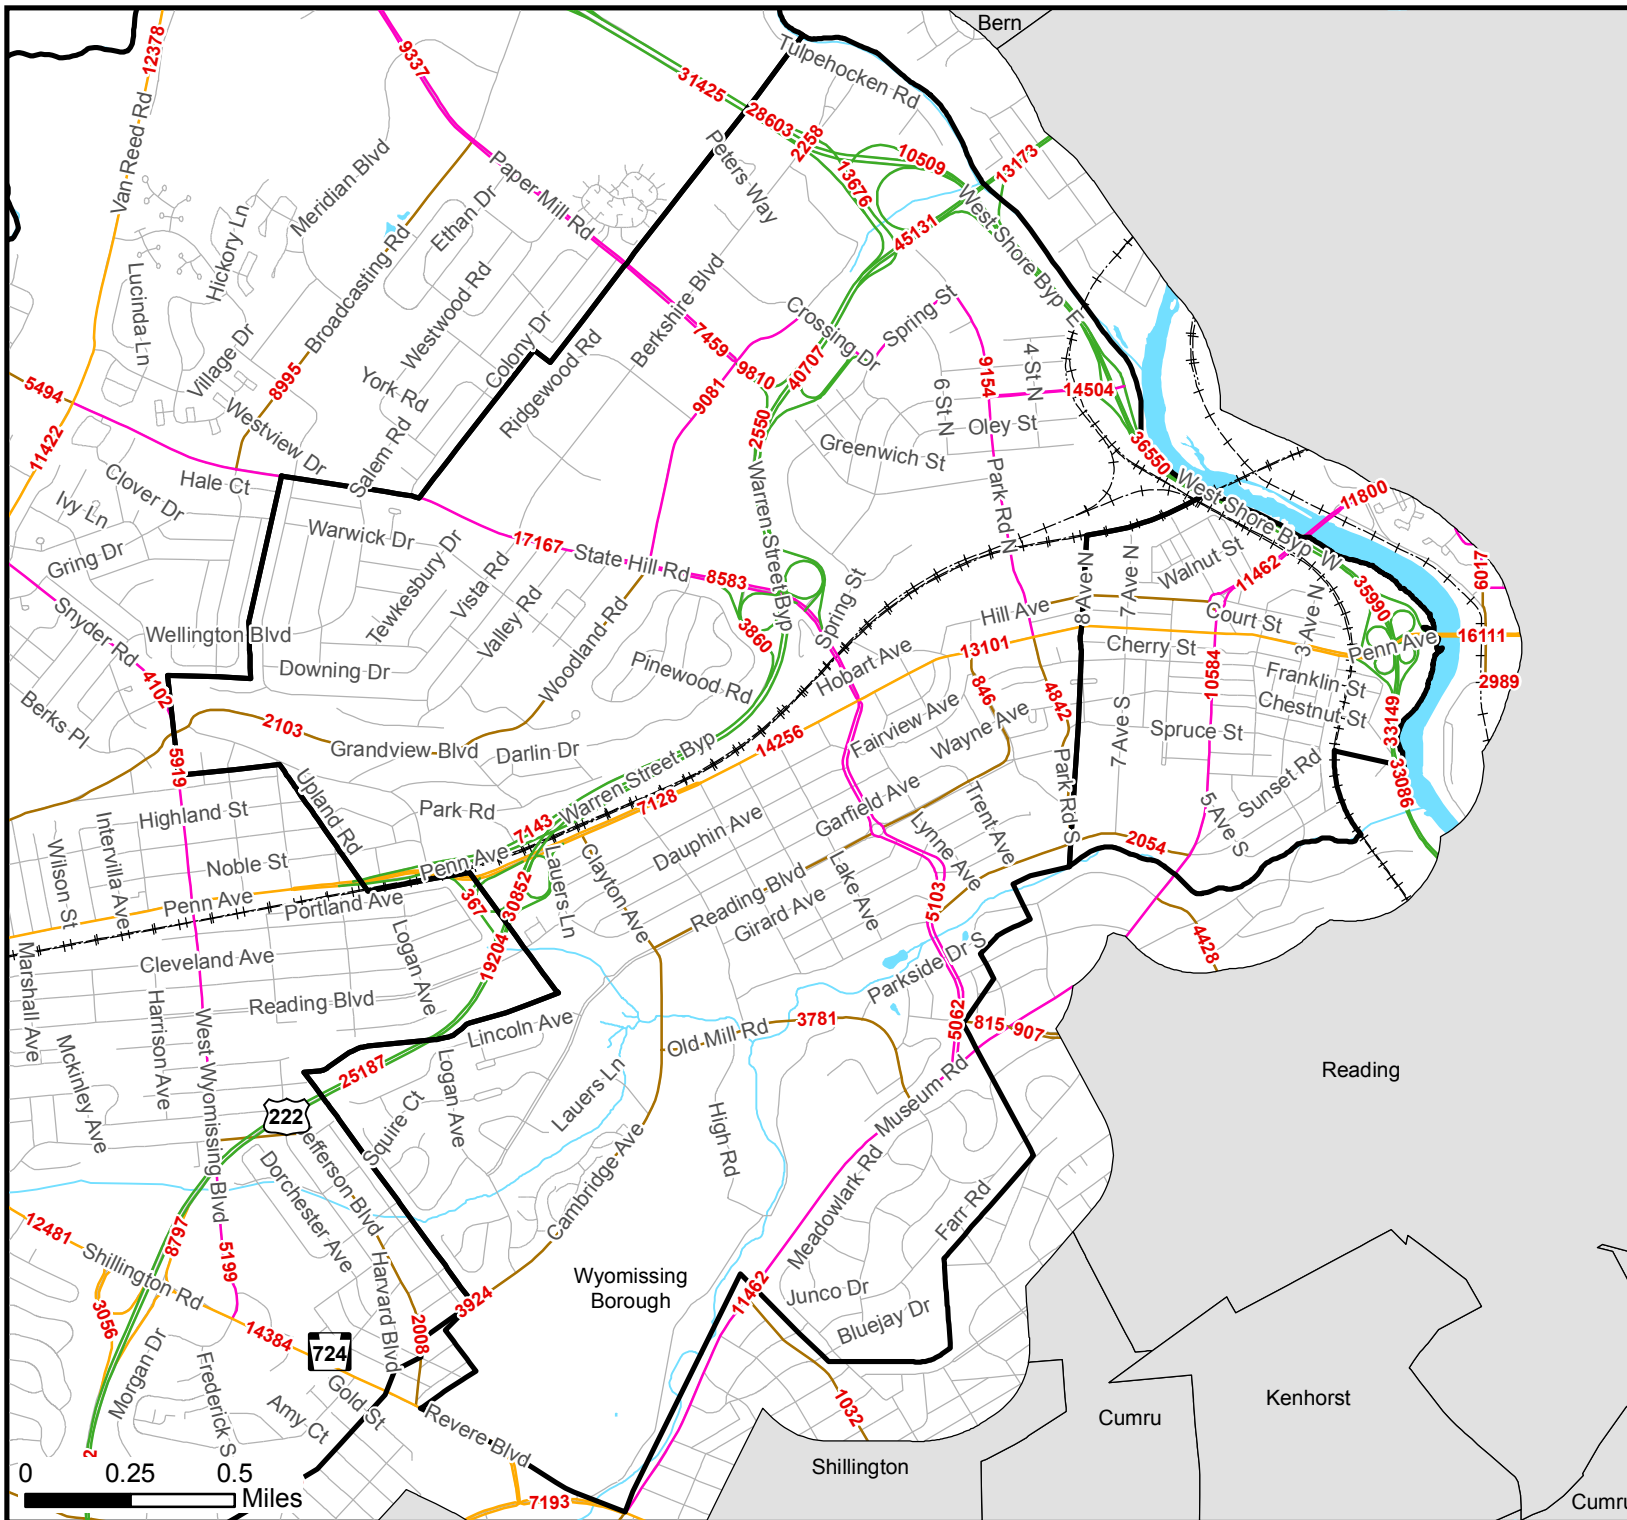 Bern
12378
9337
Tulpehocken Rd
31425
28603
2258
10509
13173
Van Reed Rd
Meridian Blvd
Paper Mill Rd
Peters Way
13676
West Shore Byp E
45131
Hickory Ln
Ethan Dr
Broadcasting Rd
Lucinda Ln
Westwood Rd
Berkshire Blvd
Crossing Dr
Spring St
Village Dr
8995
Colony Dr
Ridgewood Rd
7459
9810
40707
9154
4 St N
14504
5494
York Rd
9081
6 St N
Oley St
11422
Westview Dr
Salem Rd
2550
Greenwich St
36550
Clover Dr
Hale Ct
Ivy Ln
Warren Street Byp
Park Rd N
West Shore Byp W
11800
Gring Dr
Warwick Dr
17167
State Hill Rd
8583
8 Ave N
7 Ave N
Walnut St
11462
6017
Tewkesbury Dr
Vista Rd
Valley Rd
Woodland Rd
3860
Spring St
Hill Ave
Court St
3 Ave N
35990
Snyder Rd
Wellington Blvd
Downing Dr
Pinewood Rd
Hobart Ave
13101
Cherry St
Penn Ave
16111
4102
Berks Pl
846
4842
10584
Franklin St
Chestnut St
2989
2103
Grandview Blvd
Darlin Dr
Fairview Ave
Wayne Ave
7 Ave S
Spruce St
33149
5919
Warren Street Byp
14256
Park Rd S
Sunset Rd
33086
Upland Rd
Highland St
Park Rd
7128
Garfield Ave
Trent Ave
5 Ave S
Intervilla Ave
Wilson St
Noble St
7143
Penn Ave
Dauphin Ave
Lynne Ave
2054
Lauers Ln
Clayton Ave
Lake Ave
Penn Ave
Portland Ave
367
30852
Reading Blvd
Girard Ave
5103
4428
Marshall Ave
Cleveland Ave
Logan Ave
19204
Parkside Dr S
Harrison Ave
Reading Blvd
West Wyomissing Blvd
Lincoln Ave
Old Mill Rd
3781
5062
815
907
Mckinley Ave
25187
Logan Ave
Lauers Ln
Museum Rd
Reading
222
Squire Ct
High Rd
Jefferson Blvd
Dorchester Ave
Cambridge Ave
Meadowlark Rd
Farr Rd
12481
Shillington Rd
8797
5199
Harvard Blvd
Wyomissing
Borough
11462
Junco Dr
Bluejay Dr
3056
14384
724
2008
3924
Morgan Dr
Frederick S
Amy Ct
Gold St
Revere Blvd
1032
Kenhorst
Cumru
Shillington
2
0 0.25 0.5
Miles
7193
Cumru